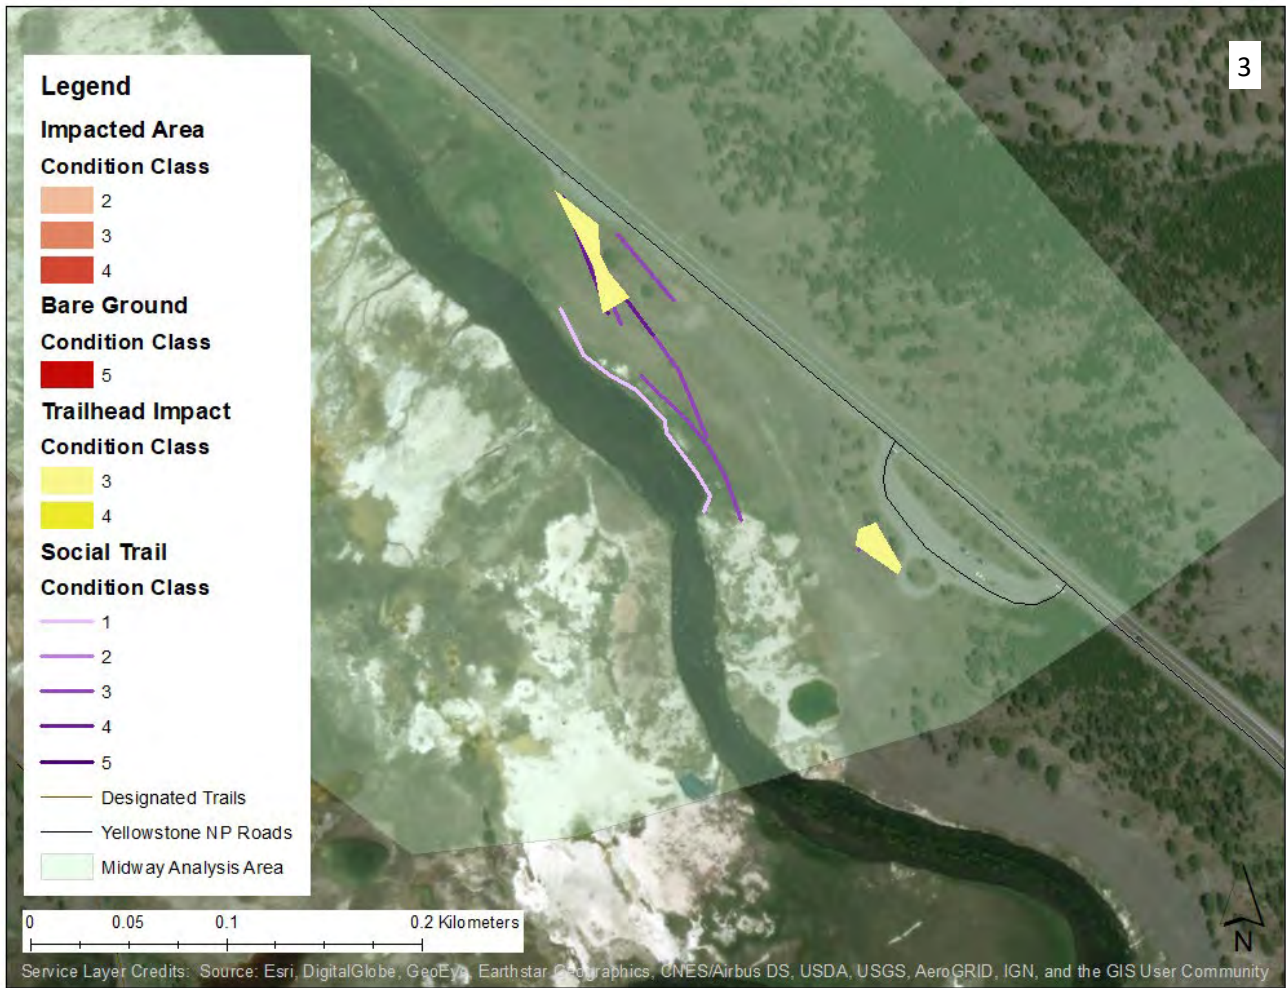 3
Legend
Impacted Area
Condition Class
2
3
4
Bare Ground
Condition Class
5
Trailhead Impact
Condition Class
3
4
Social Trail
Condition Class
1
2
3
4
5
Designated Trails
Yellowstone NP Roads
Midway Analysis Area
0 0.05 0.1 0.2 Kilometers
N
Service Layer Credits: Source: Esri, DigitalGlobe, GeoEye, Earthstar Geographics, CNES/Airbus DS, USDA, USGS, AeroGRID, IGN, and the GIS User Community